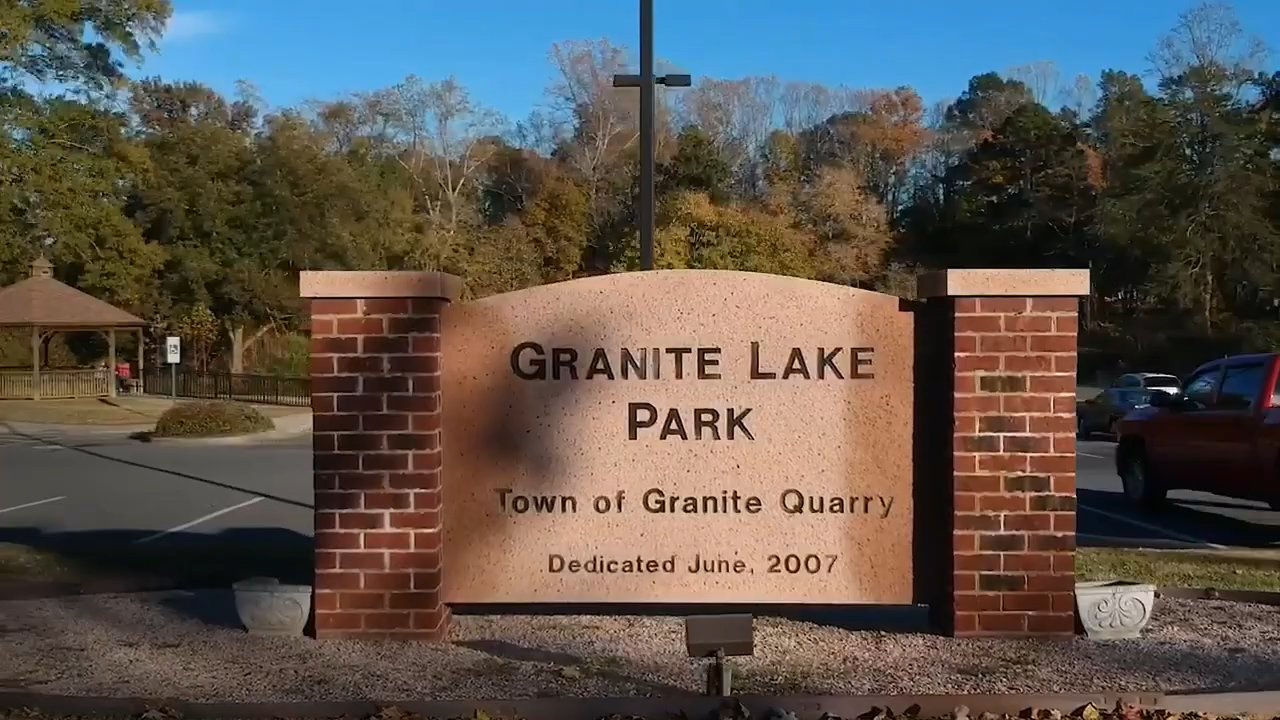 GRANITE LAKE
PARK
Town of Granite Quarry
Dedicated June, 2007